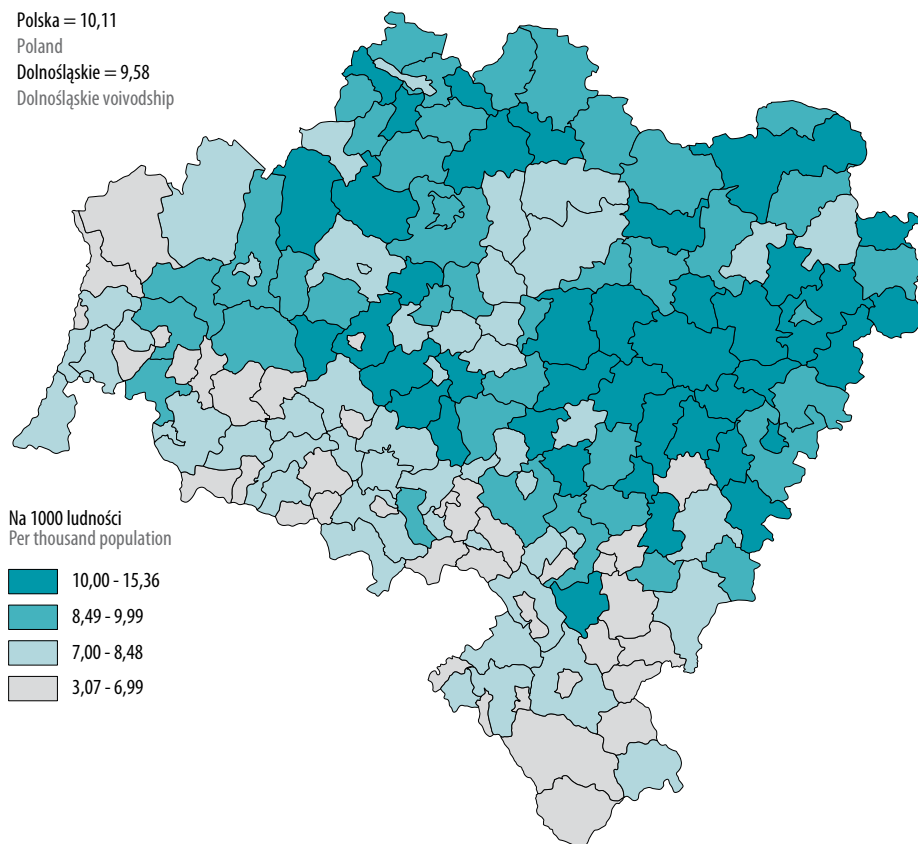 Polska = 10,11
Poland
Dolnośląskie = 9,58
Dolnośląskie voivodship
Na 1000 ludności
Per thousand population
10,00 - 15,36
8,49 - 9,99
7,00 - 8,48
3,07 - 6,99